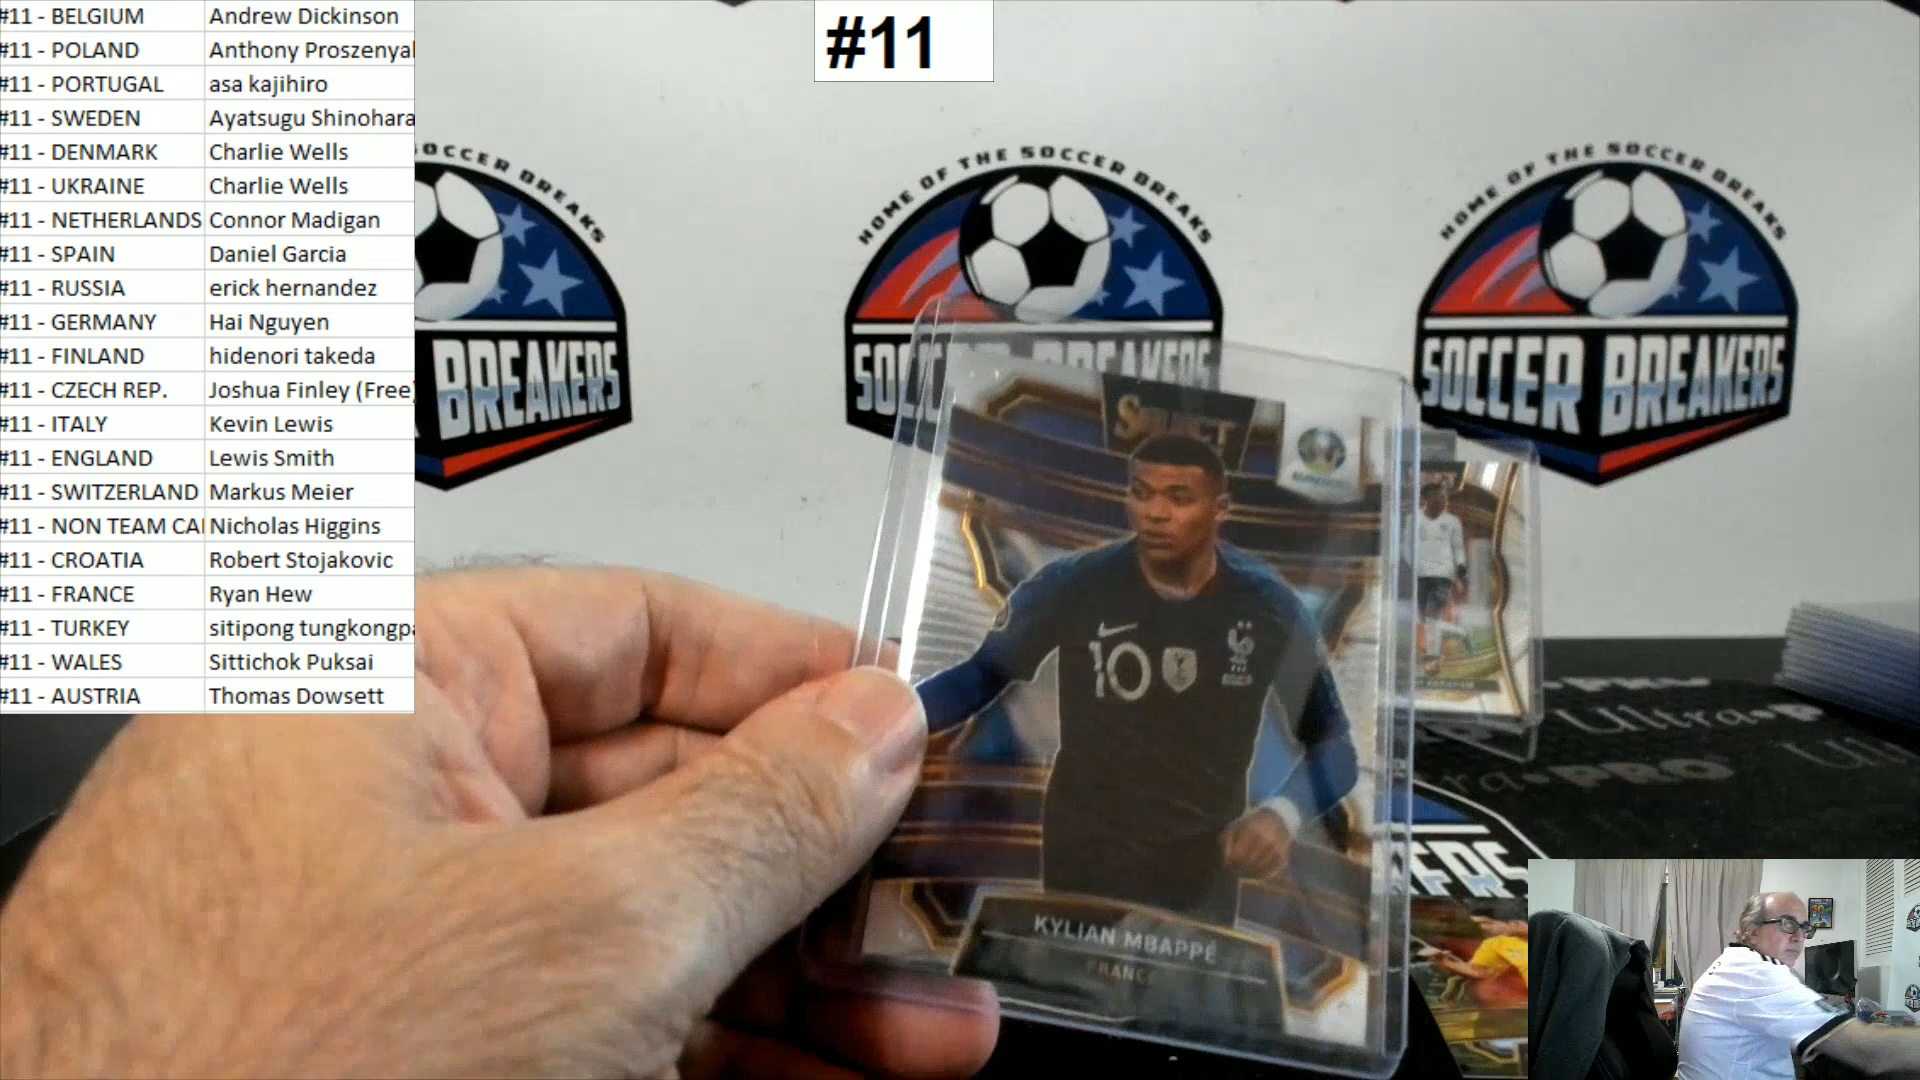 #11 - BELGIUM Andrew Dickinson
#11 - POLAND Anthony Proszenyal
#11 - PORTUGAL asa kajihiro
#11 - SWEDEN Ayatsugu Shinohara
#11 - DENMARK Charlie Wells
#11 - UKRAINE Charlie Wells
#11 - NETHERLANDS Connor Madigan
#11 - SPAIN Daniel Garcia
#11 - RUSSIA erick hernandez
#11 - GERMANY Hai Nguyen
#11 - FINLAND hidenori takeda
#11 - CZECH REP. Joshua Finley (Free)
#11 - ITALY Kevin Lewis
#11 - ENGLAND Lewis Smith
#11 - SWITZERLAND Markus Meier
#11 - NON TEAM CA Nicholas Higgins
#11 - CROATIA Robert Stojakovic
#11 - FRANCE Ryan Hew
#11 - TURKEY sitipong tungkongpa
#11 - WALES Sittichok Puksai
#11 - AUSTRIA Thomas Dowsett
#11
SOCCER BREAKS
BREAKERS
HOME OF THE SOCCER BREAKS
SOCCER BREAKERS
HOME OF THE SOCCER BREAKS
SOCCER BREAKERS
SELECT
10
KYLIAN MBAPPÉ
FRANCE
Ultra PRO
Ultra PRO